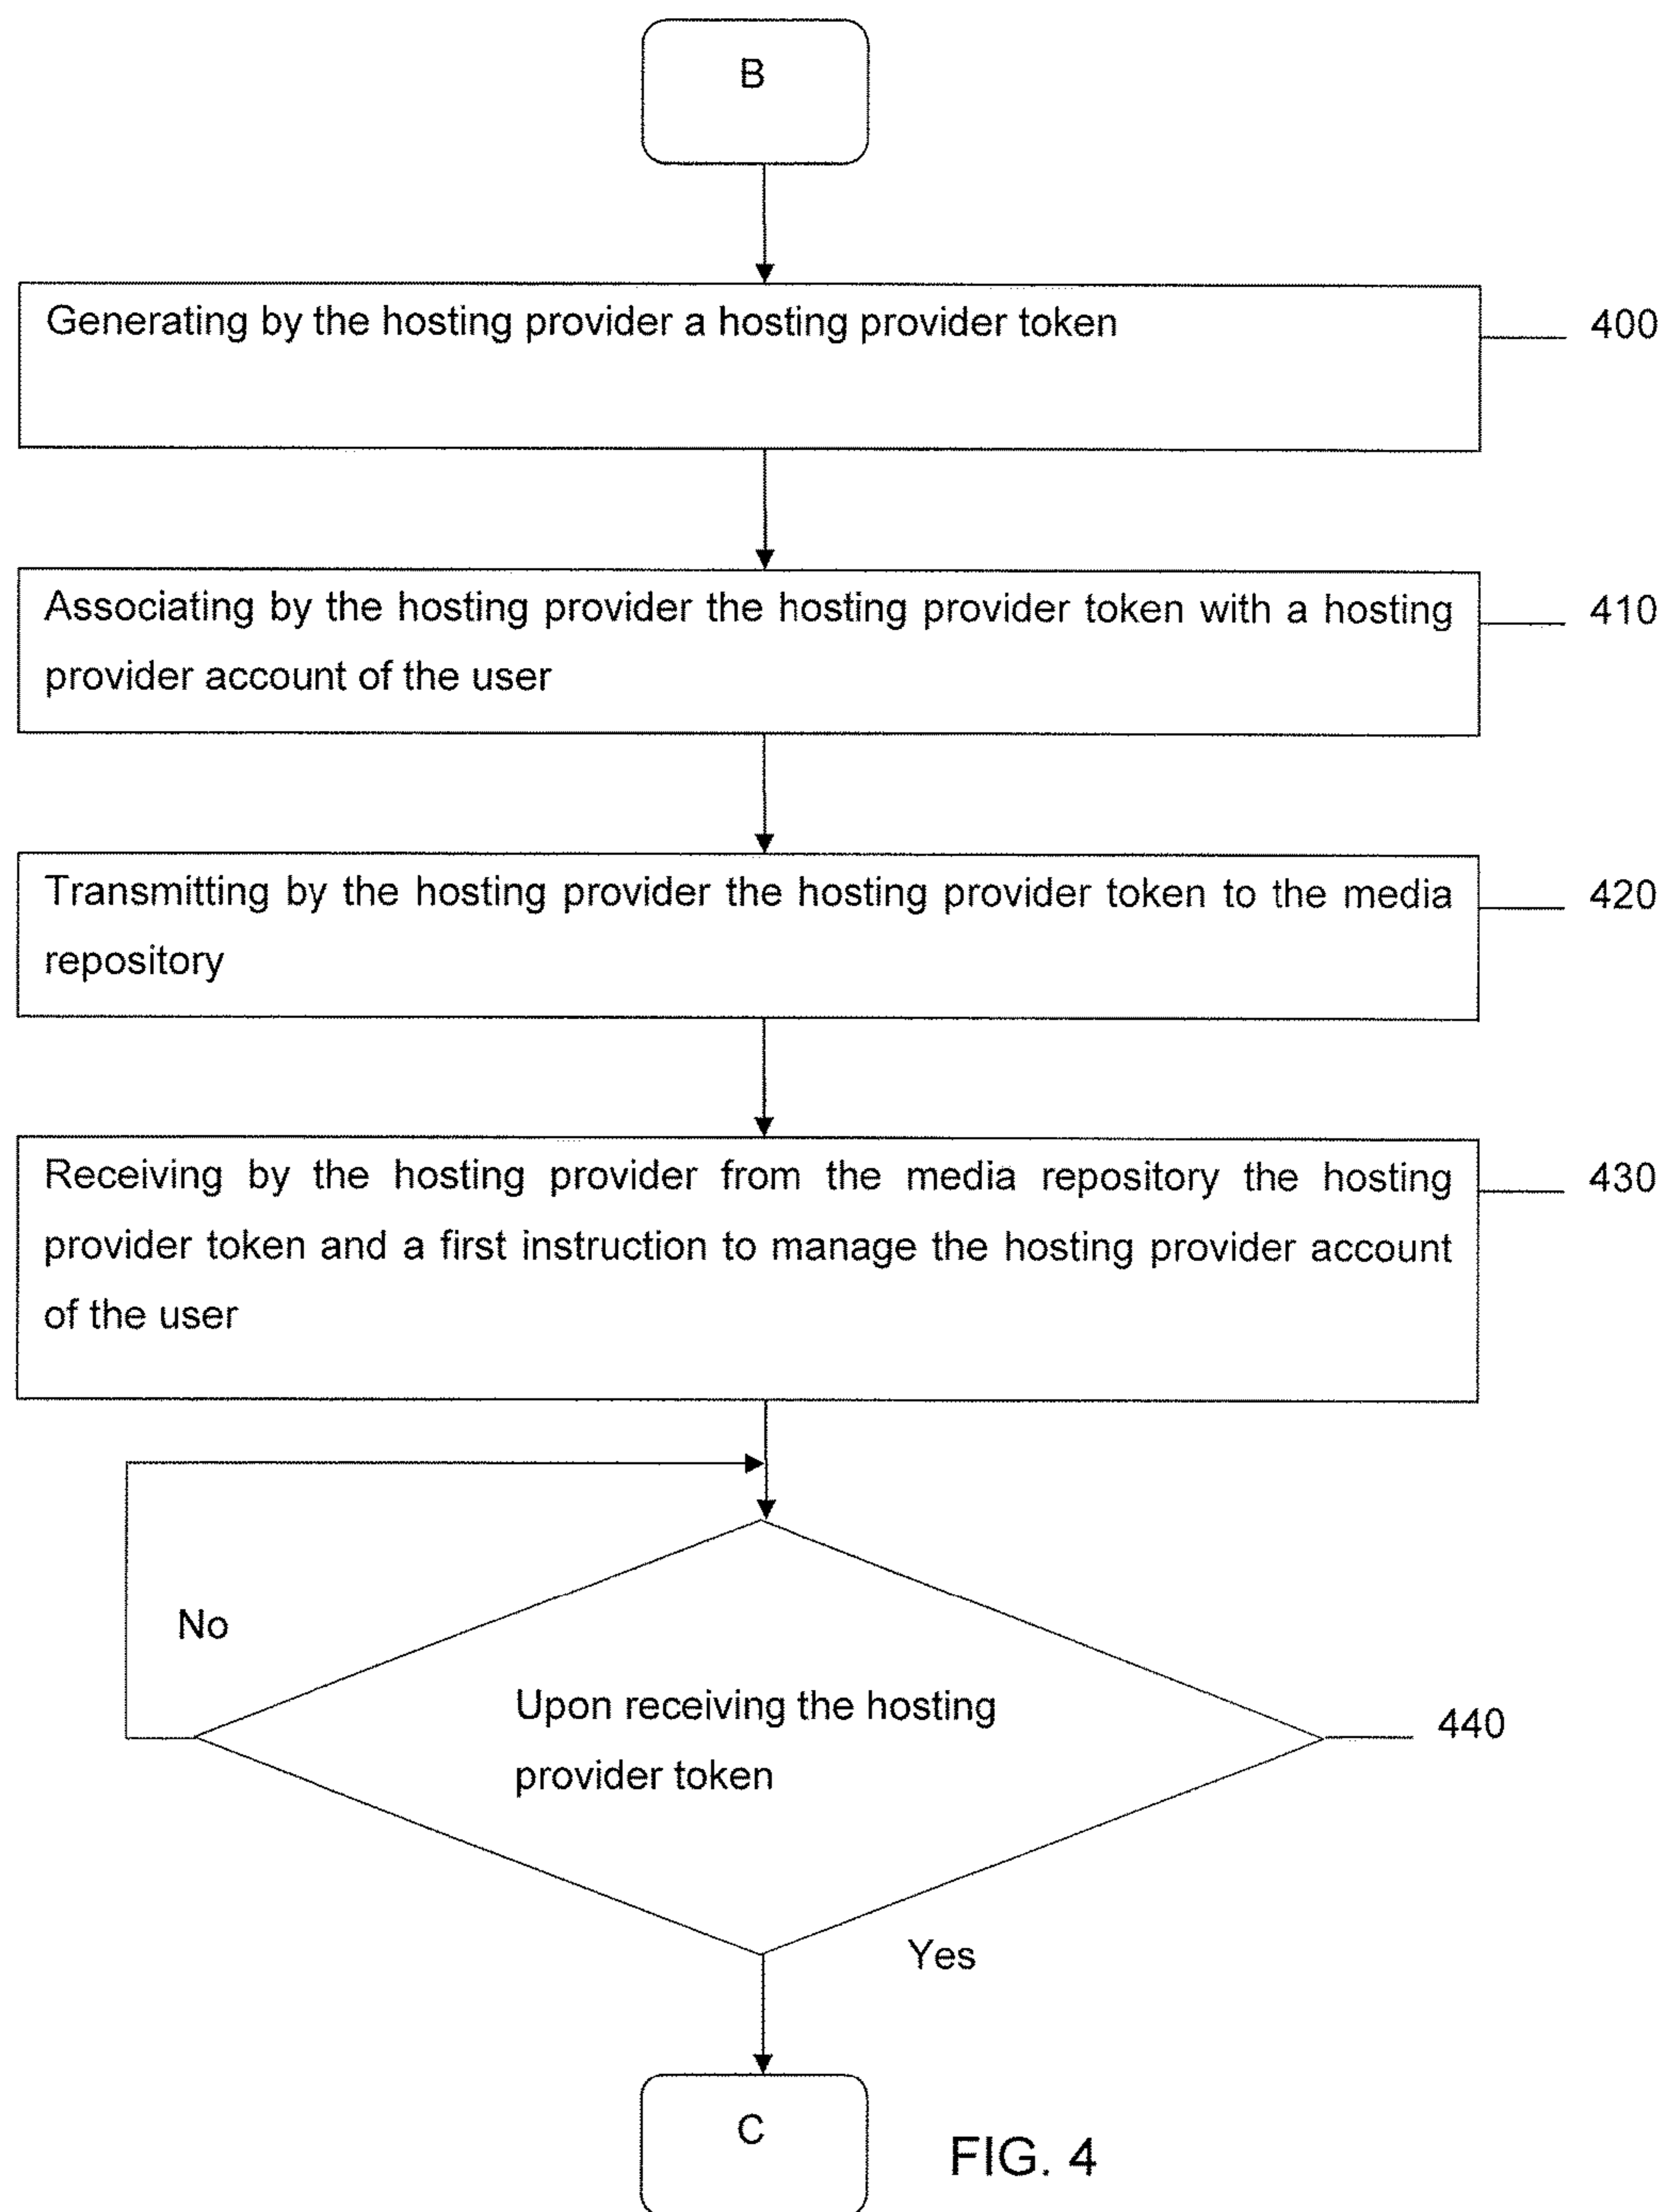 B
Generating by the hosting provider a hosting provider token
400
Associating by the hosting provider the hosting provider token with a hosting
provider account of the user
410
Transmitting by the hosting provider the hosting provider token to the media
repository
420
Receiving by the hosting provider from the media repository the hosting
provider token and a first instruction to manage the hosting provider account
of the user
430
No
Upon receiving the hosting
provider token
440
Yes
C
FIG. 4